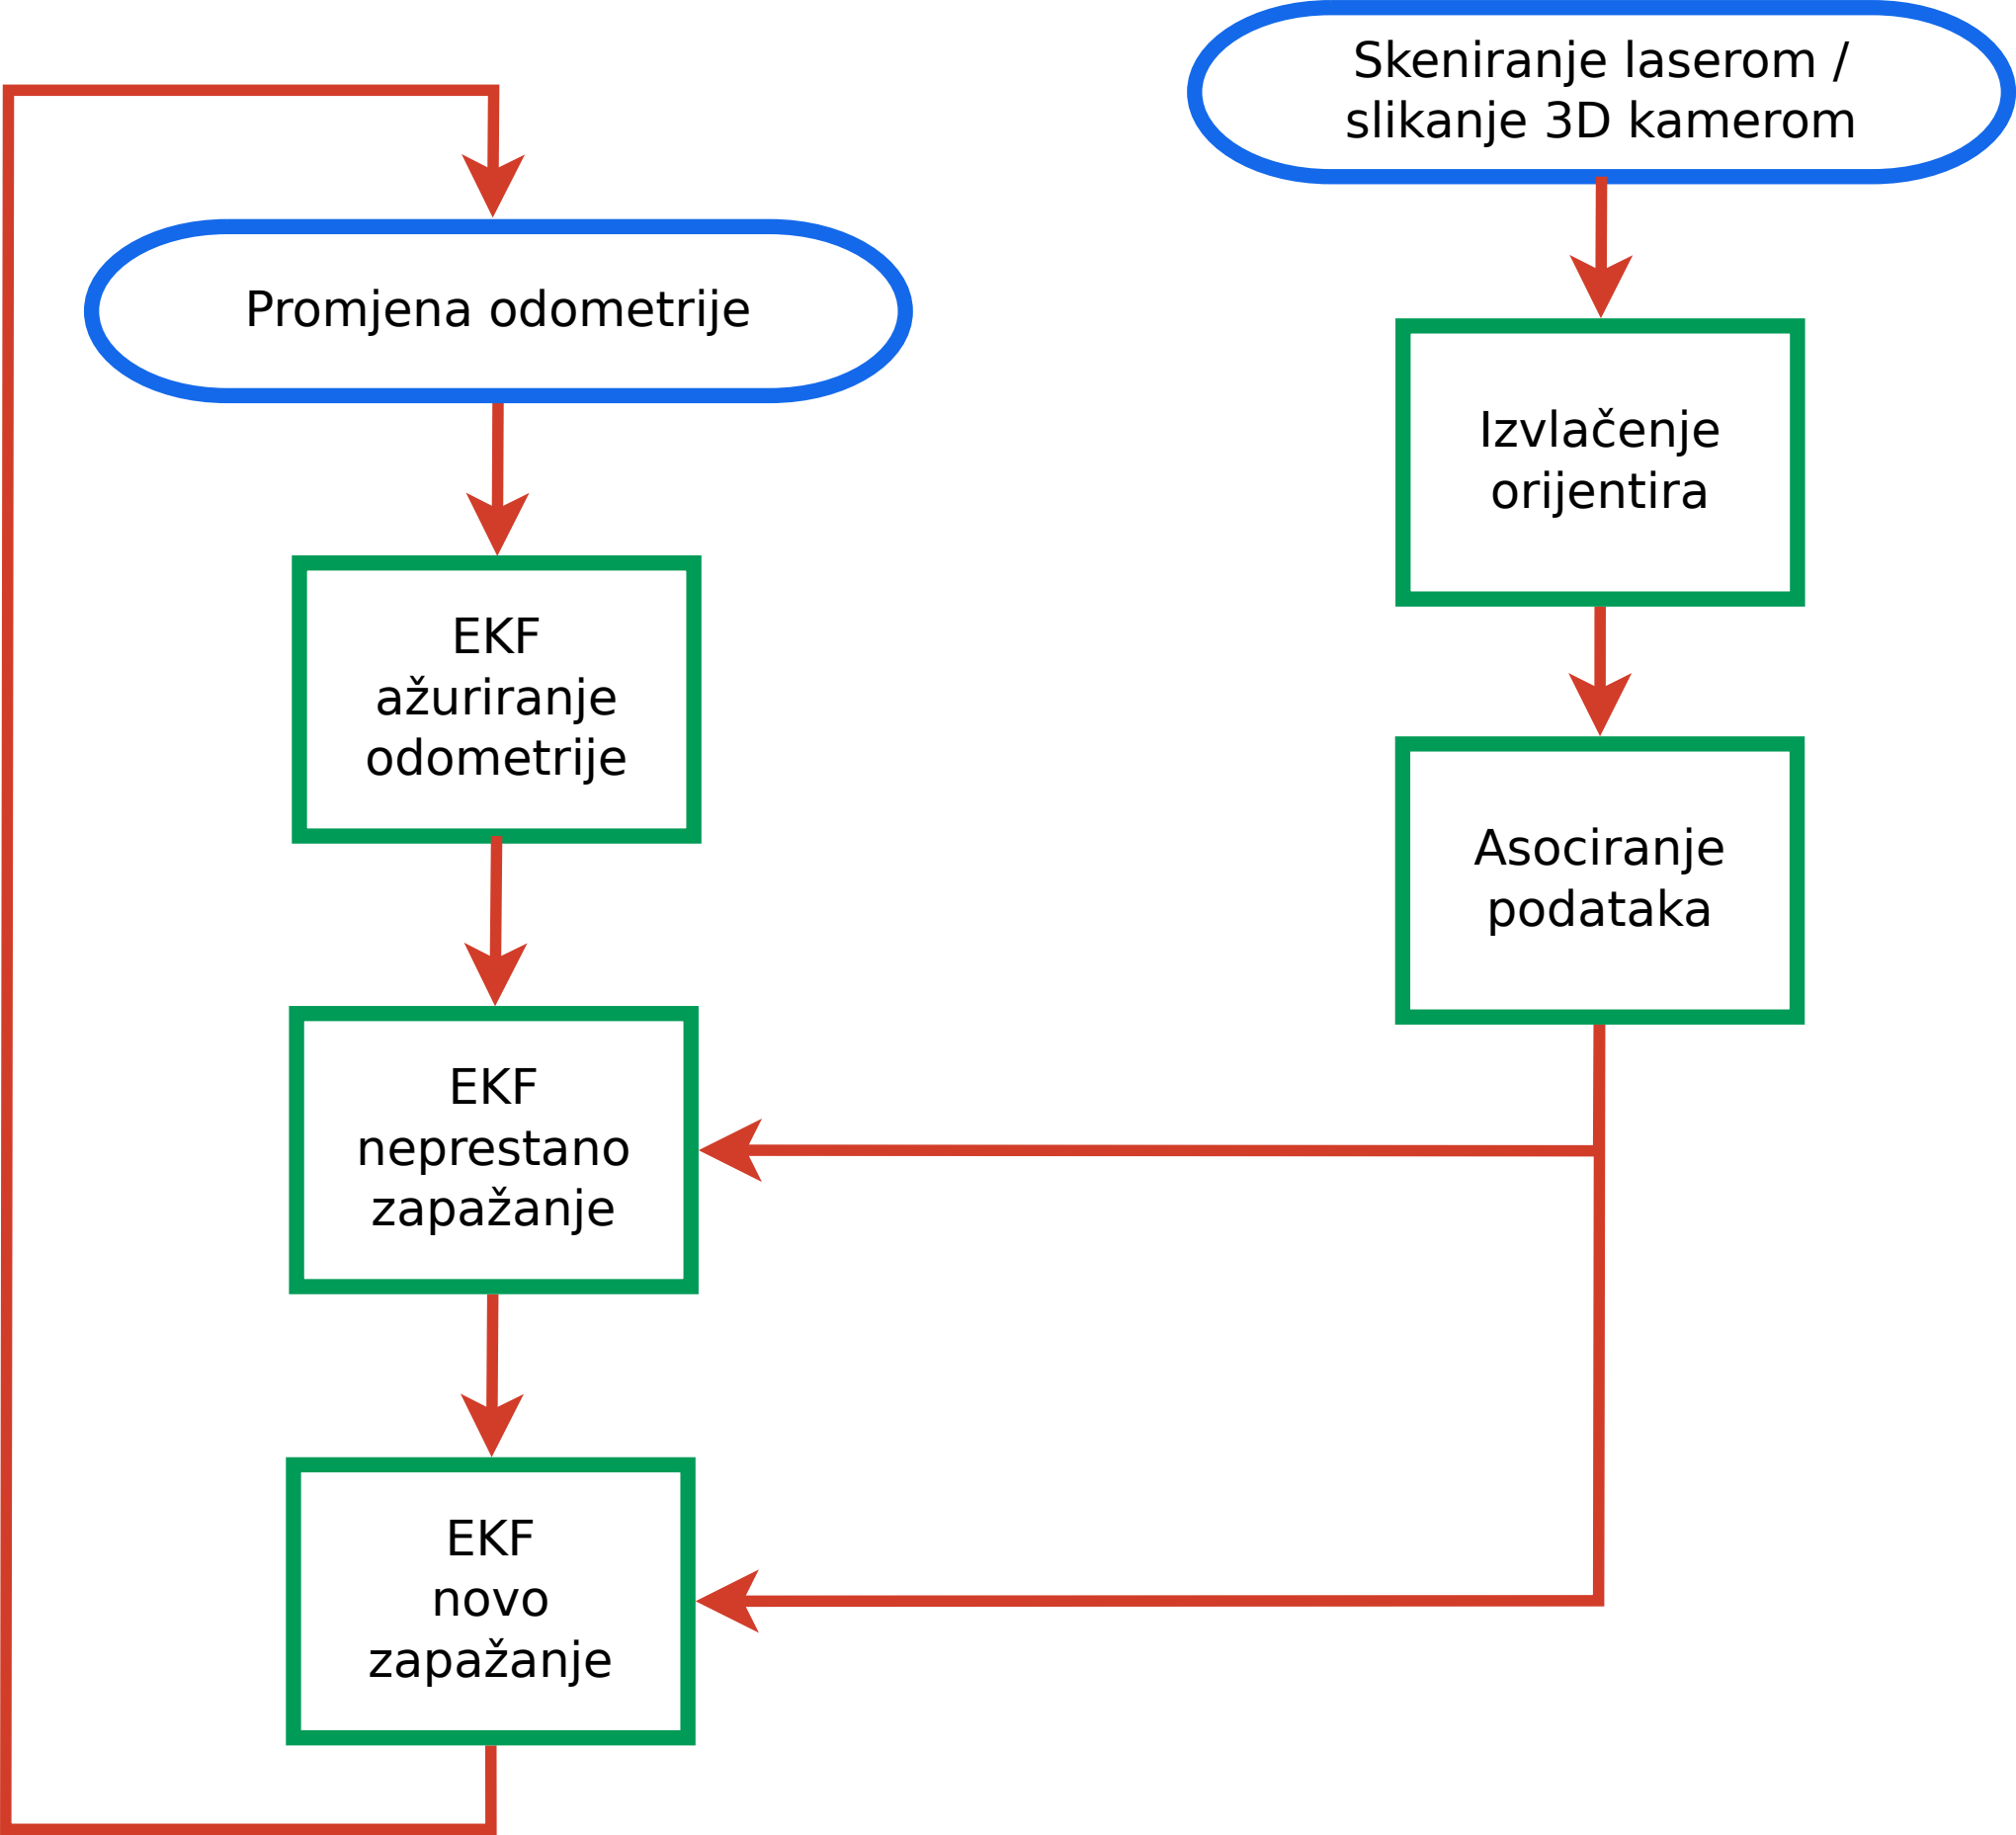 Skeniranje laserom /
slikanje 3D kamerom
Promjena odometrije
Izvlačenje
orijentira
EKF
ažuriranje
odometrije
Asociranje
podataka
EKF
neprestano
zapažanje
EKF
novo
zapažanje